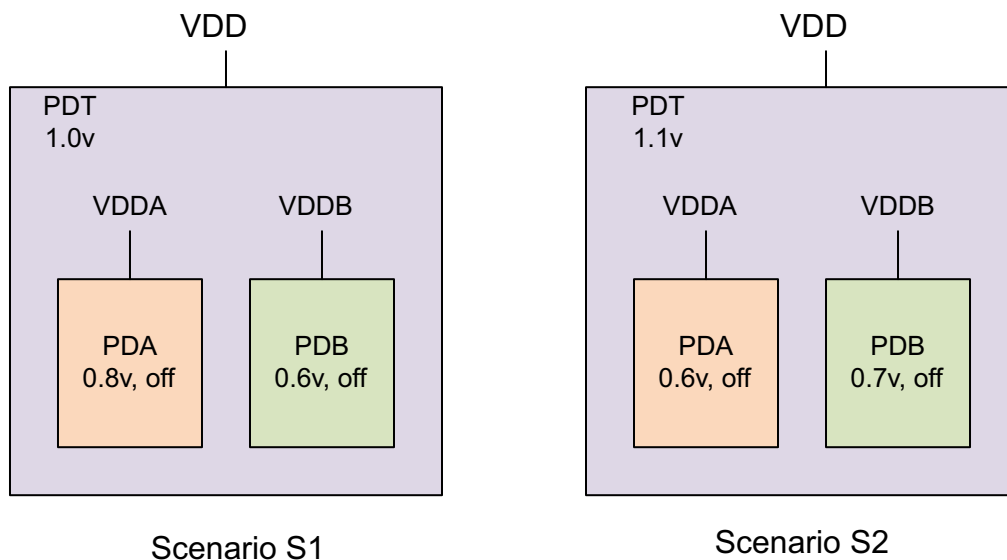 VDD
PDT
1.0v
VDDA
VDDB
PDA
0.8v, off
PDB
0.6v, off
Scenario S1
VDD
PDT
1.1v
VDDA
VDDB
PDA
0.6v, off
PDB
0.7v, off
Scenario S2